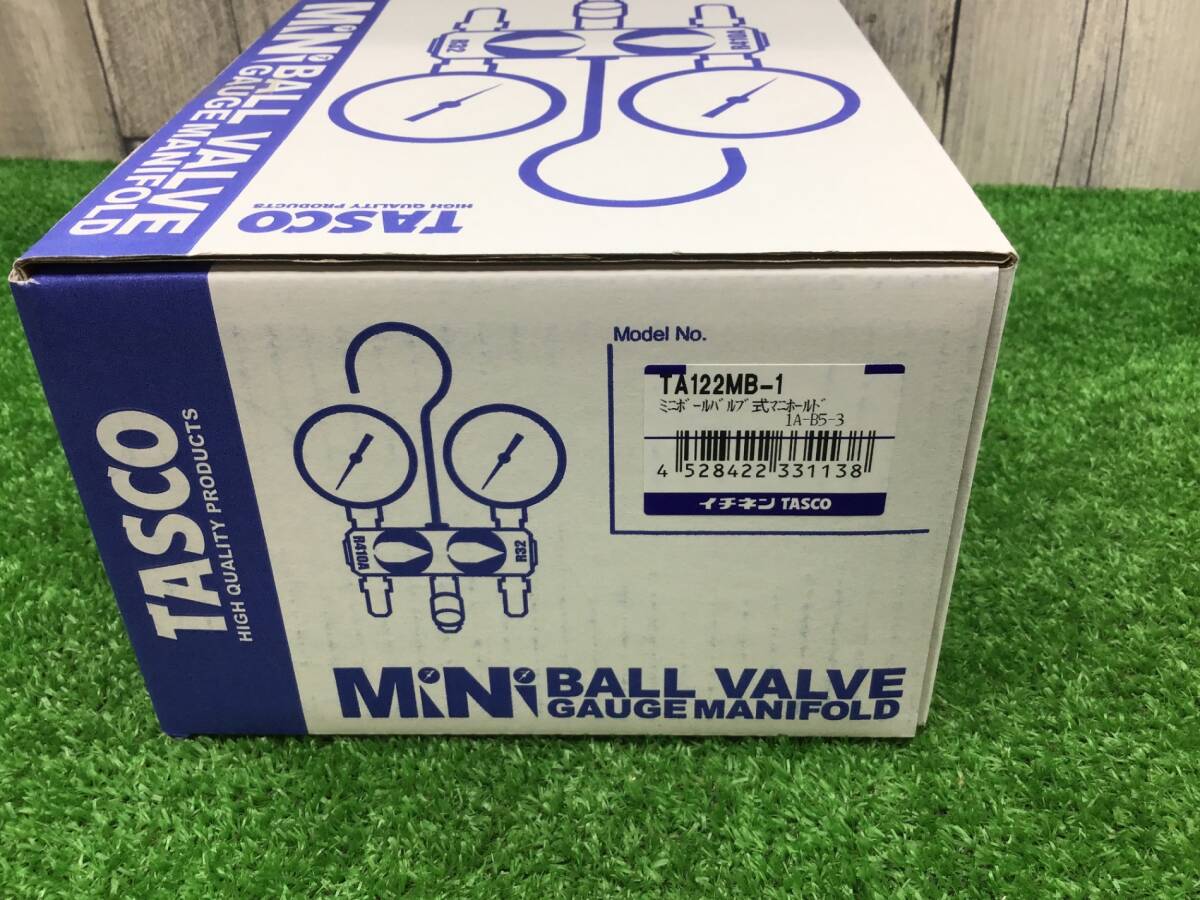 MiNi BALL VALVE
GAUGE MANIFOLD
R32
R410A
TASCO
HIGH QUALITY PRODUCTS
TASCO
HIGH QUALITY PRODUCTS
Model No.
TA122MB-1
ミニボールバルブ式マニホールド
1A-B5-3
4 528422 331138
イチネン TASCO
R410A
R32
MiNi BALL VALVE
GAUGE MANIFOLD